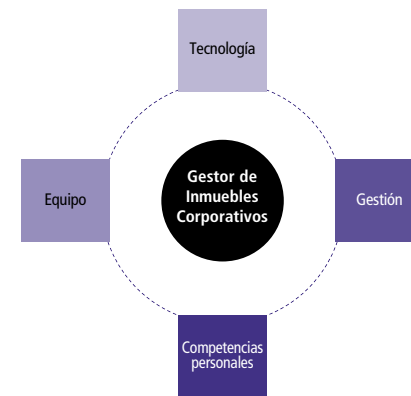 Tecnología
Equipo
Gestor de
Inmuebles
Corporativos
Gestión
Competencias
personales